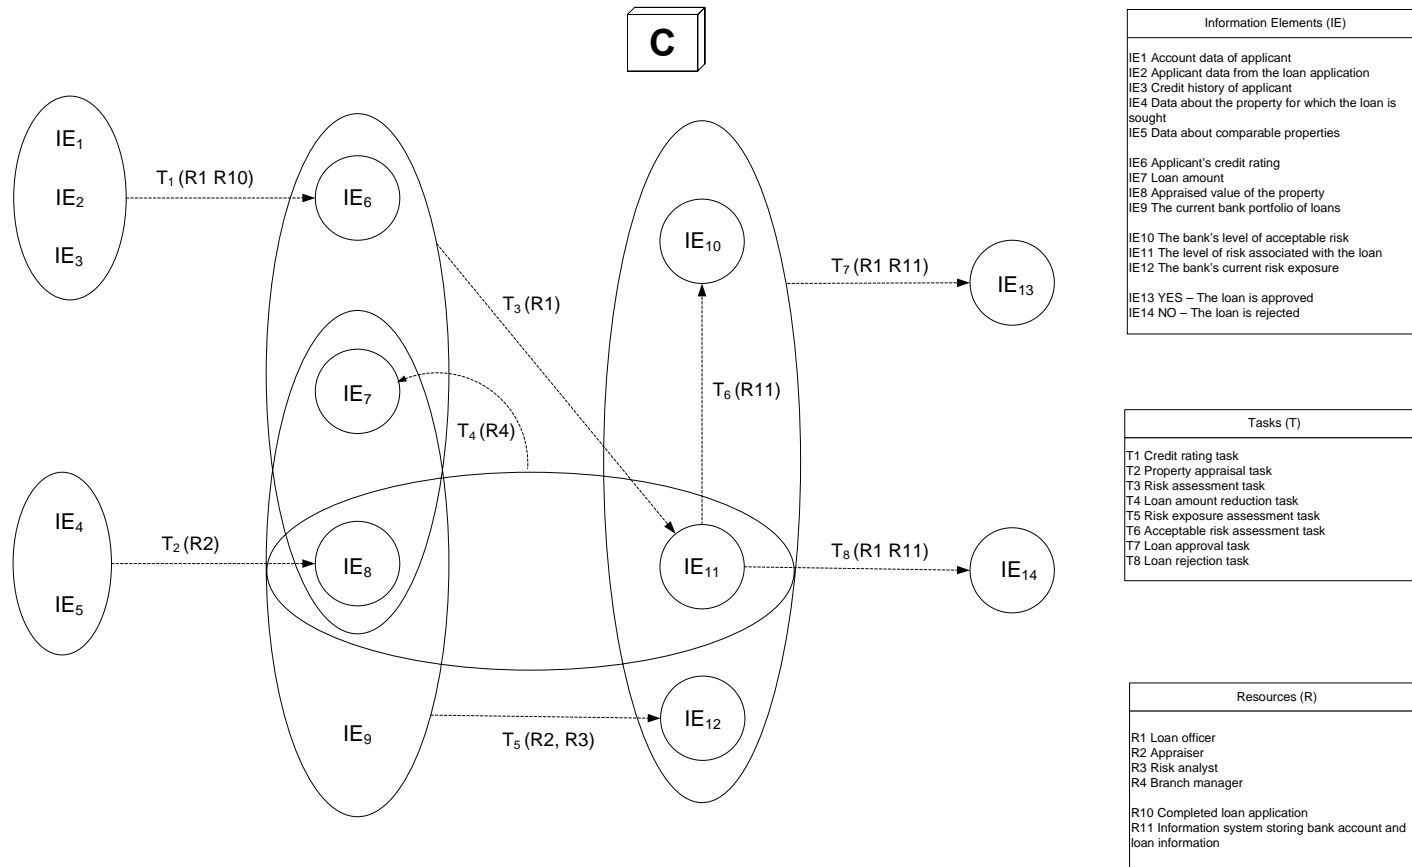 C
IE1
IE2
IE3
T1 (R1 R10)
IE6
IE7
IE8
IE9
T3 (R1)
T4 (R4)
IE4
IE5
T2 (R2)
T5 (R2, R3)
IE10
T6 (R11)
IE11
IE12
T7 (R1 R11)
IE13
T8 (R1 R11)
IE14
Information Elements (IE)
IE1 Account data of applicant
IE2 Applicant data from the loan application
IE3 Credit history of applicant
IE4 Data about the property for which the loan is
sought
IE5 Data about comparable properties
IE6 Applicant’s credit rating
IE7 Loan amount
IE8 Appraised value of the property
IE9 The current bank portfolio of loans
IE10 The bank’s level of acceptable risk
IE11 The level of risk associated with the loan
IE12 The bank’s current risk exposure
IE13 YES – The loan is approved
IE14 NO – The loan is rejected
Tasks (T)
T1 Credit rating task
T2 Property appraisal task
T3 Risk assessment task
T4 Loan amount reduction task
T5 Risk exposure assessment task
T6 Acceptable risk assessment task
T7 Loan approval task
T8 Loan rejection task
Resources (R)
R1 Loan officer
R2 Appraiser
R3 Risk analyst
R4 Branch manager
R10 Completed loan application
R11 Information system storing bank account and
loan information